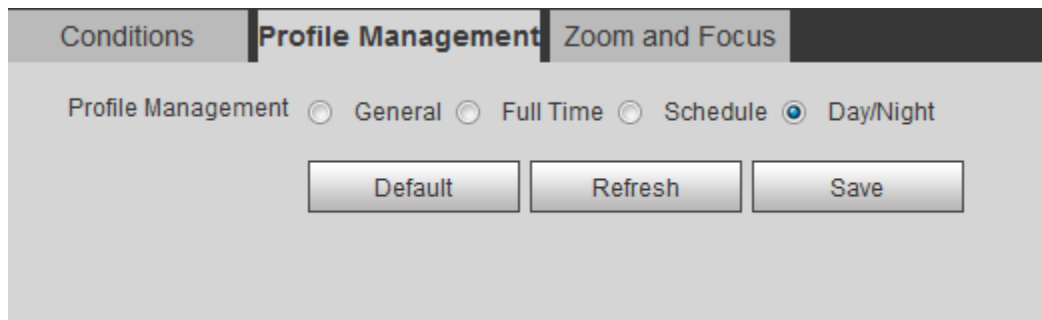 Conditions Profile Management Zoom and Focus
Profile Management General Full Time Schedule Day/Night
Default Refresh Save